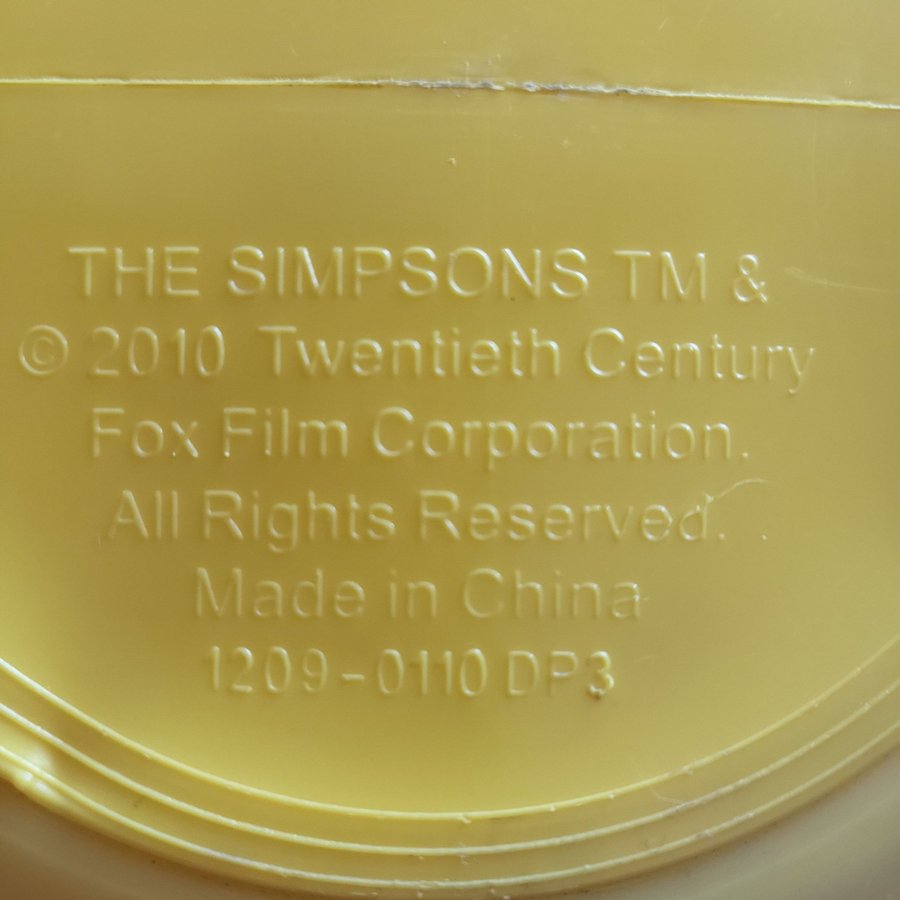 THE SIMPSONS TM &
© 2010 Twentieth Century
Fox Film Corporation.
All Rights Reserved.
Made in China
1209-0110 DP3